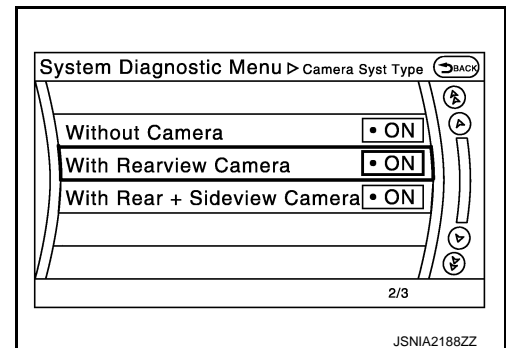 System Diagnostic Menu ▷ Camera Syst Type BACK
Without Camera • ON
With Rearview Camera • ON
With Rear + Sideview Camera • ON
2/3
JSNIA2188ZZ